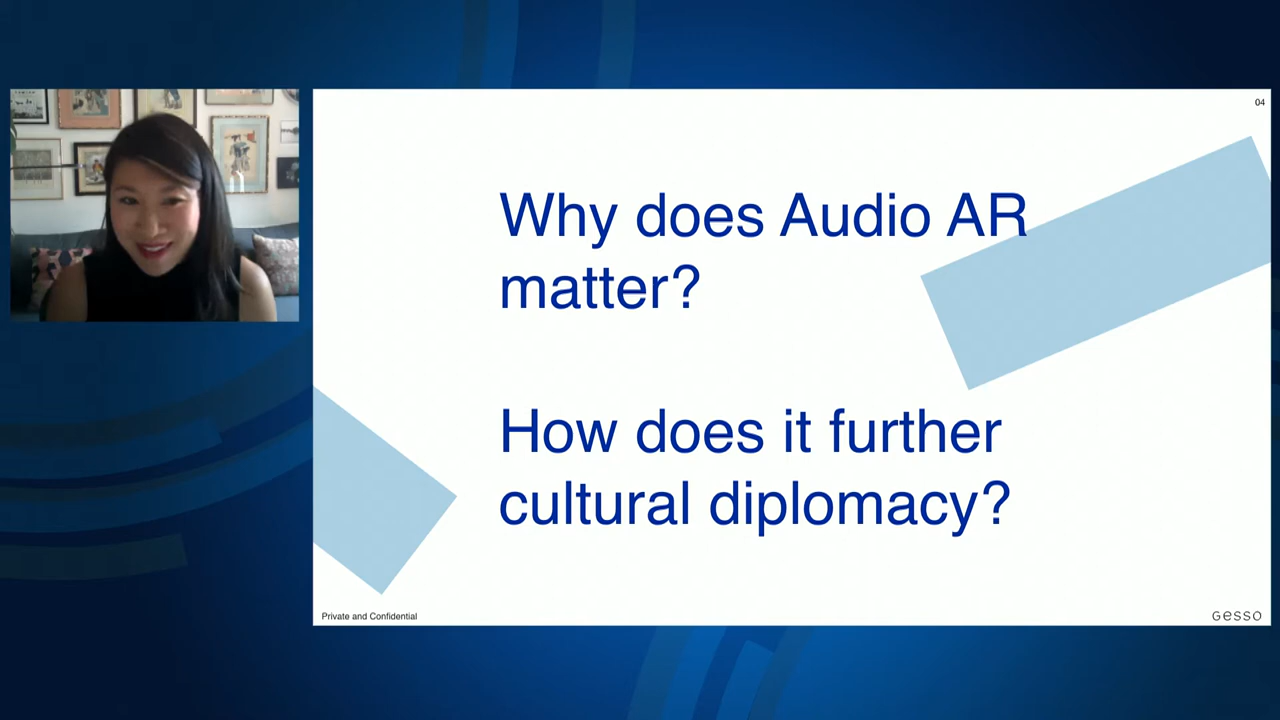 04
Why does Audio AR
matter?
How does it further
cultural diplomacy?
Private and Confidential
Gesso